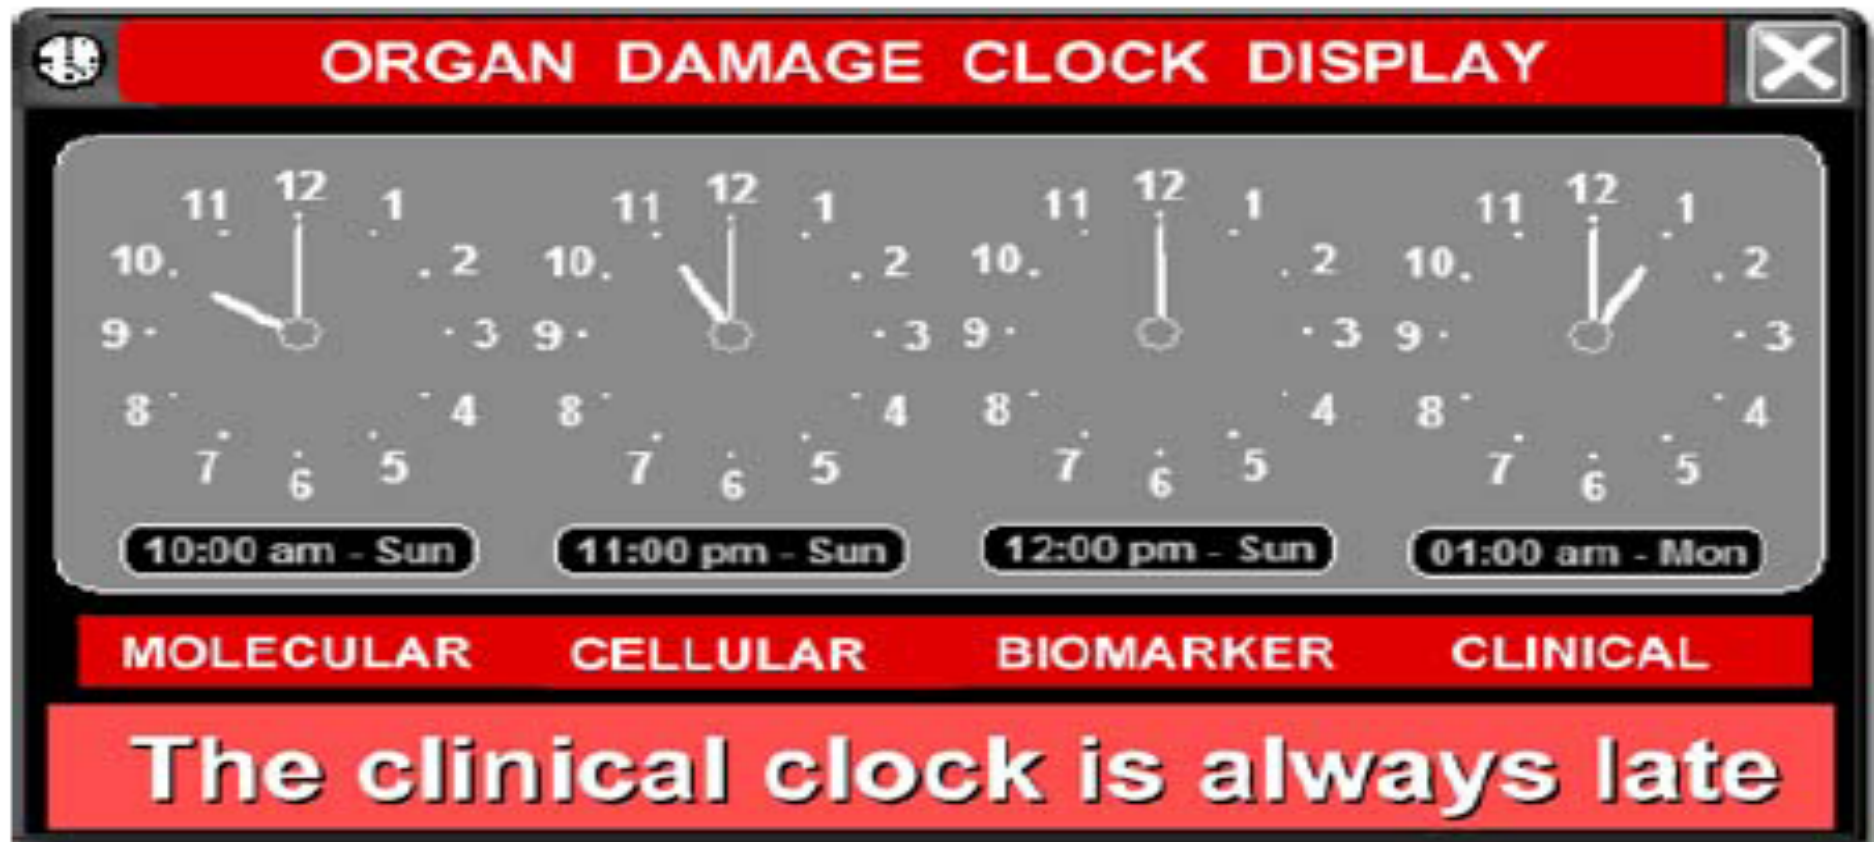 ORGAN DAMAGE CLOCK DISPLAY
12 12 12 12
11 1 11 1 11 1 11 1
10 2 10 2 10 2 10 2
9 3 9 3 9 3 9 3
8 4 8 4 8 4 8 4
7 5 7 5 7 5 7 5
6 6 6 6
10:00 am - Sun 11:00 pm - Sun 12:00 pm - Sun 01:00 am - Mon
MOLECULAR CELLULAR BIOMARKER CLINICAL
The clinical clock is always late